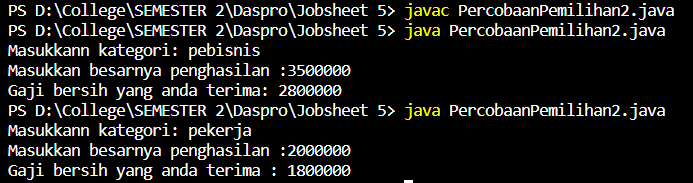 PS D:\College\SEMESTER 2\Daspro\Jobsheet 5> javac PercobaanPemilihan2.java
PS D:\College\SEMESTER 2\Daspro\Jobsheet 5> java PercobaanPemilihan2.java
Masukkann kategori: pebisnis
Masukkan besarnya penghasilan :3500000
Gaji bersih yang anda terima: 2800000
PS D:\College\SEMESTER 2\Daspro\Jobsheet 5> java PercobaanPemilihan2.java
Masukkann kategori: pekerja
Masukkan besarnya penghasilan :2000000
Gaji bersih yang anda terima : 1800000